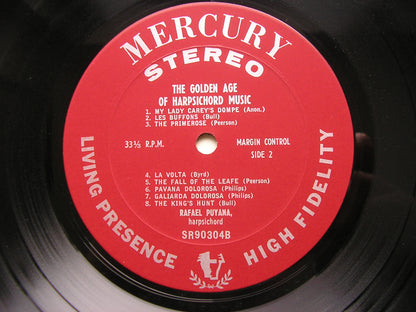 MERCURY
STEREO
THE GOLDEN AGE
OF HARPSICHORD MUSIC
1. MY LADY CAREY'S DOMPE (Anon.)
2. LES BUFFONS (Bull)
3. THE PRIMEROSE (Peerson)
33⅓ R.P.M.
MARGIN CONTROL
SIDE 2
4. LA VOLTA (Byrd)
5. THE FALL OF THE LEAFE (Peerson)
6. PAVANA DOLOROSA (Philips)
7. GALIARDA DOLOROSA (Philips)
8. THE KING'S HUNT (Bull)
RAFAEL PUYANA,
harpsichord
SR90304B
LIVING PRESENCE
HIGH FIDELITY